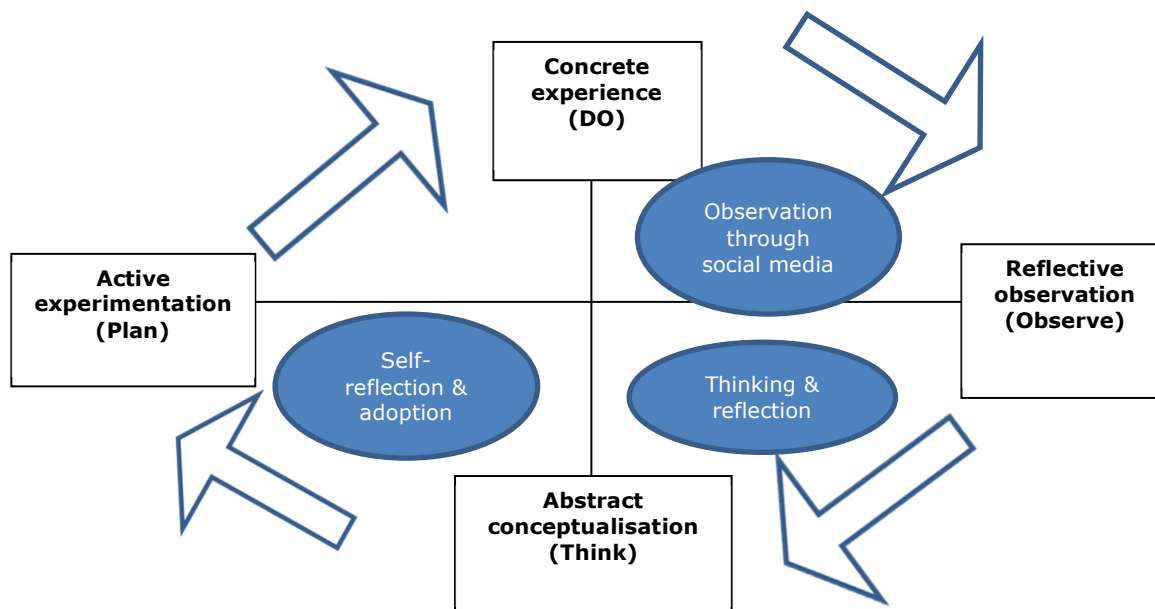 Concrete
experience
(DO)
Observation
through
social media
Active
experimentation
(Plan)
Reflective
observation
(Observe)
Self-
reflection &
adoption
Thinking &
reflection
Abstract
conceptualisation
(Think)